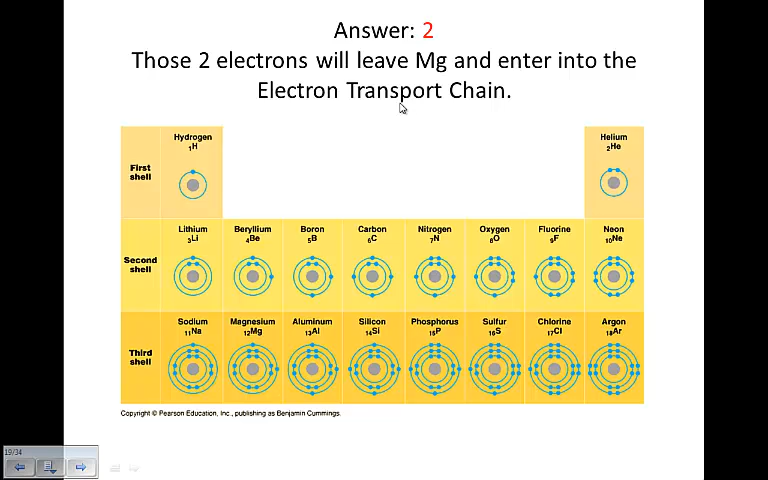 Answer: 2
Those 2 electrons will leave Mg and enter into the
Electron Transport Chain.
Hydrogen
1H
Helium
2He
First
shell
Lithium
3Li
Beryllium
4Be
Boron
5B
Carbon
6C
Nitrogen
7N
Oxygen
8O
Fluorine
9F
Neon
10Ne
Second
shell
Sodium
11Na
Magnesium
12Mg
Aluminum
13Al
Silicon
14Si
Phosphorus
15P
Sulfur
16S
Chlorine
17Cl
Argon
18Ar
Third
shell
Copyright © Pearson Education, Inc., publishing as Benjamin Cummings.
19/34